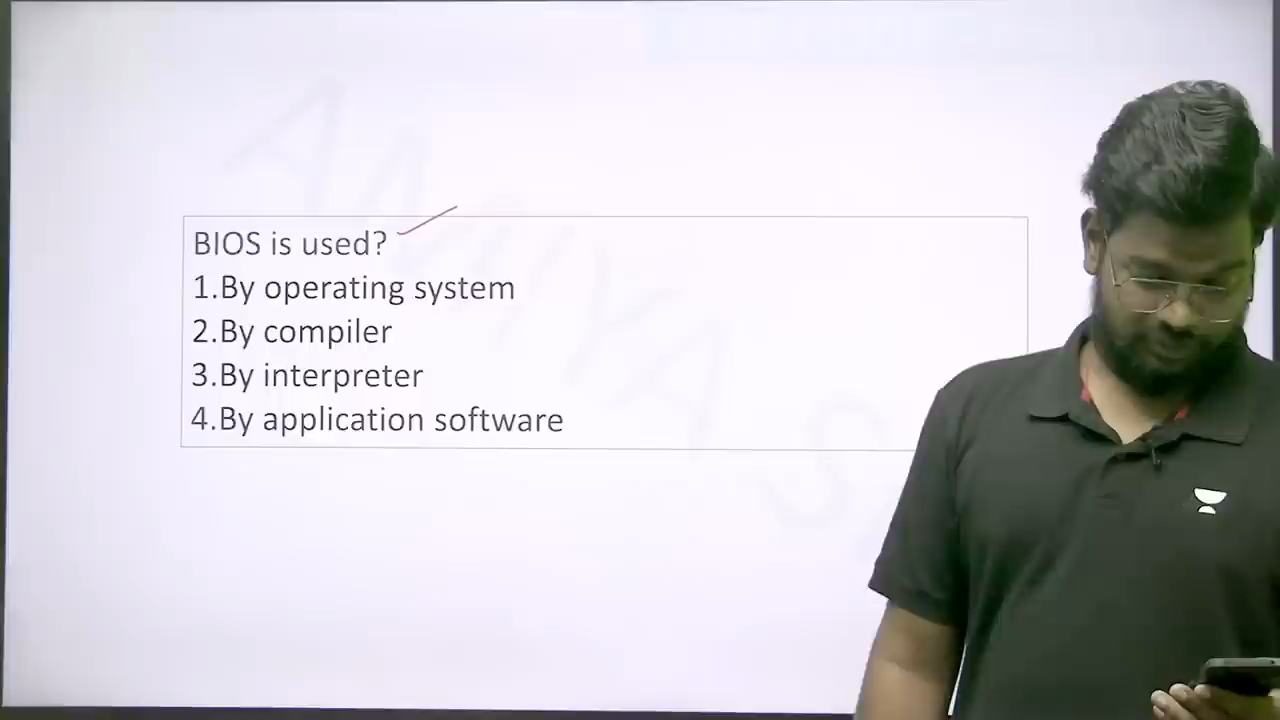 BIOS is used?
1.By operating system
2.By compiler
3.By interpreter
4.By application software